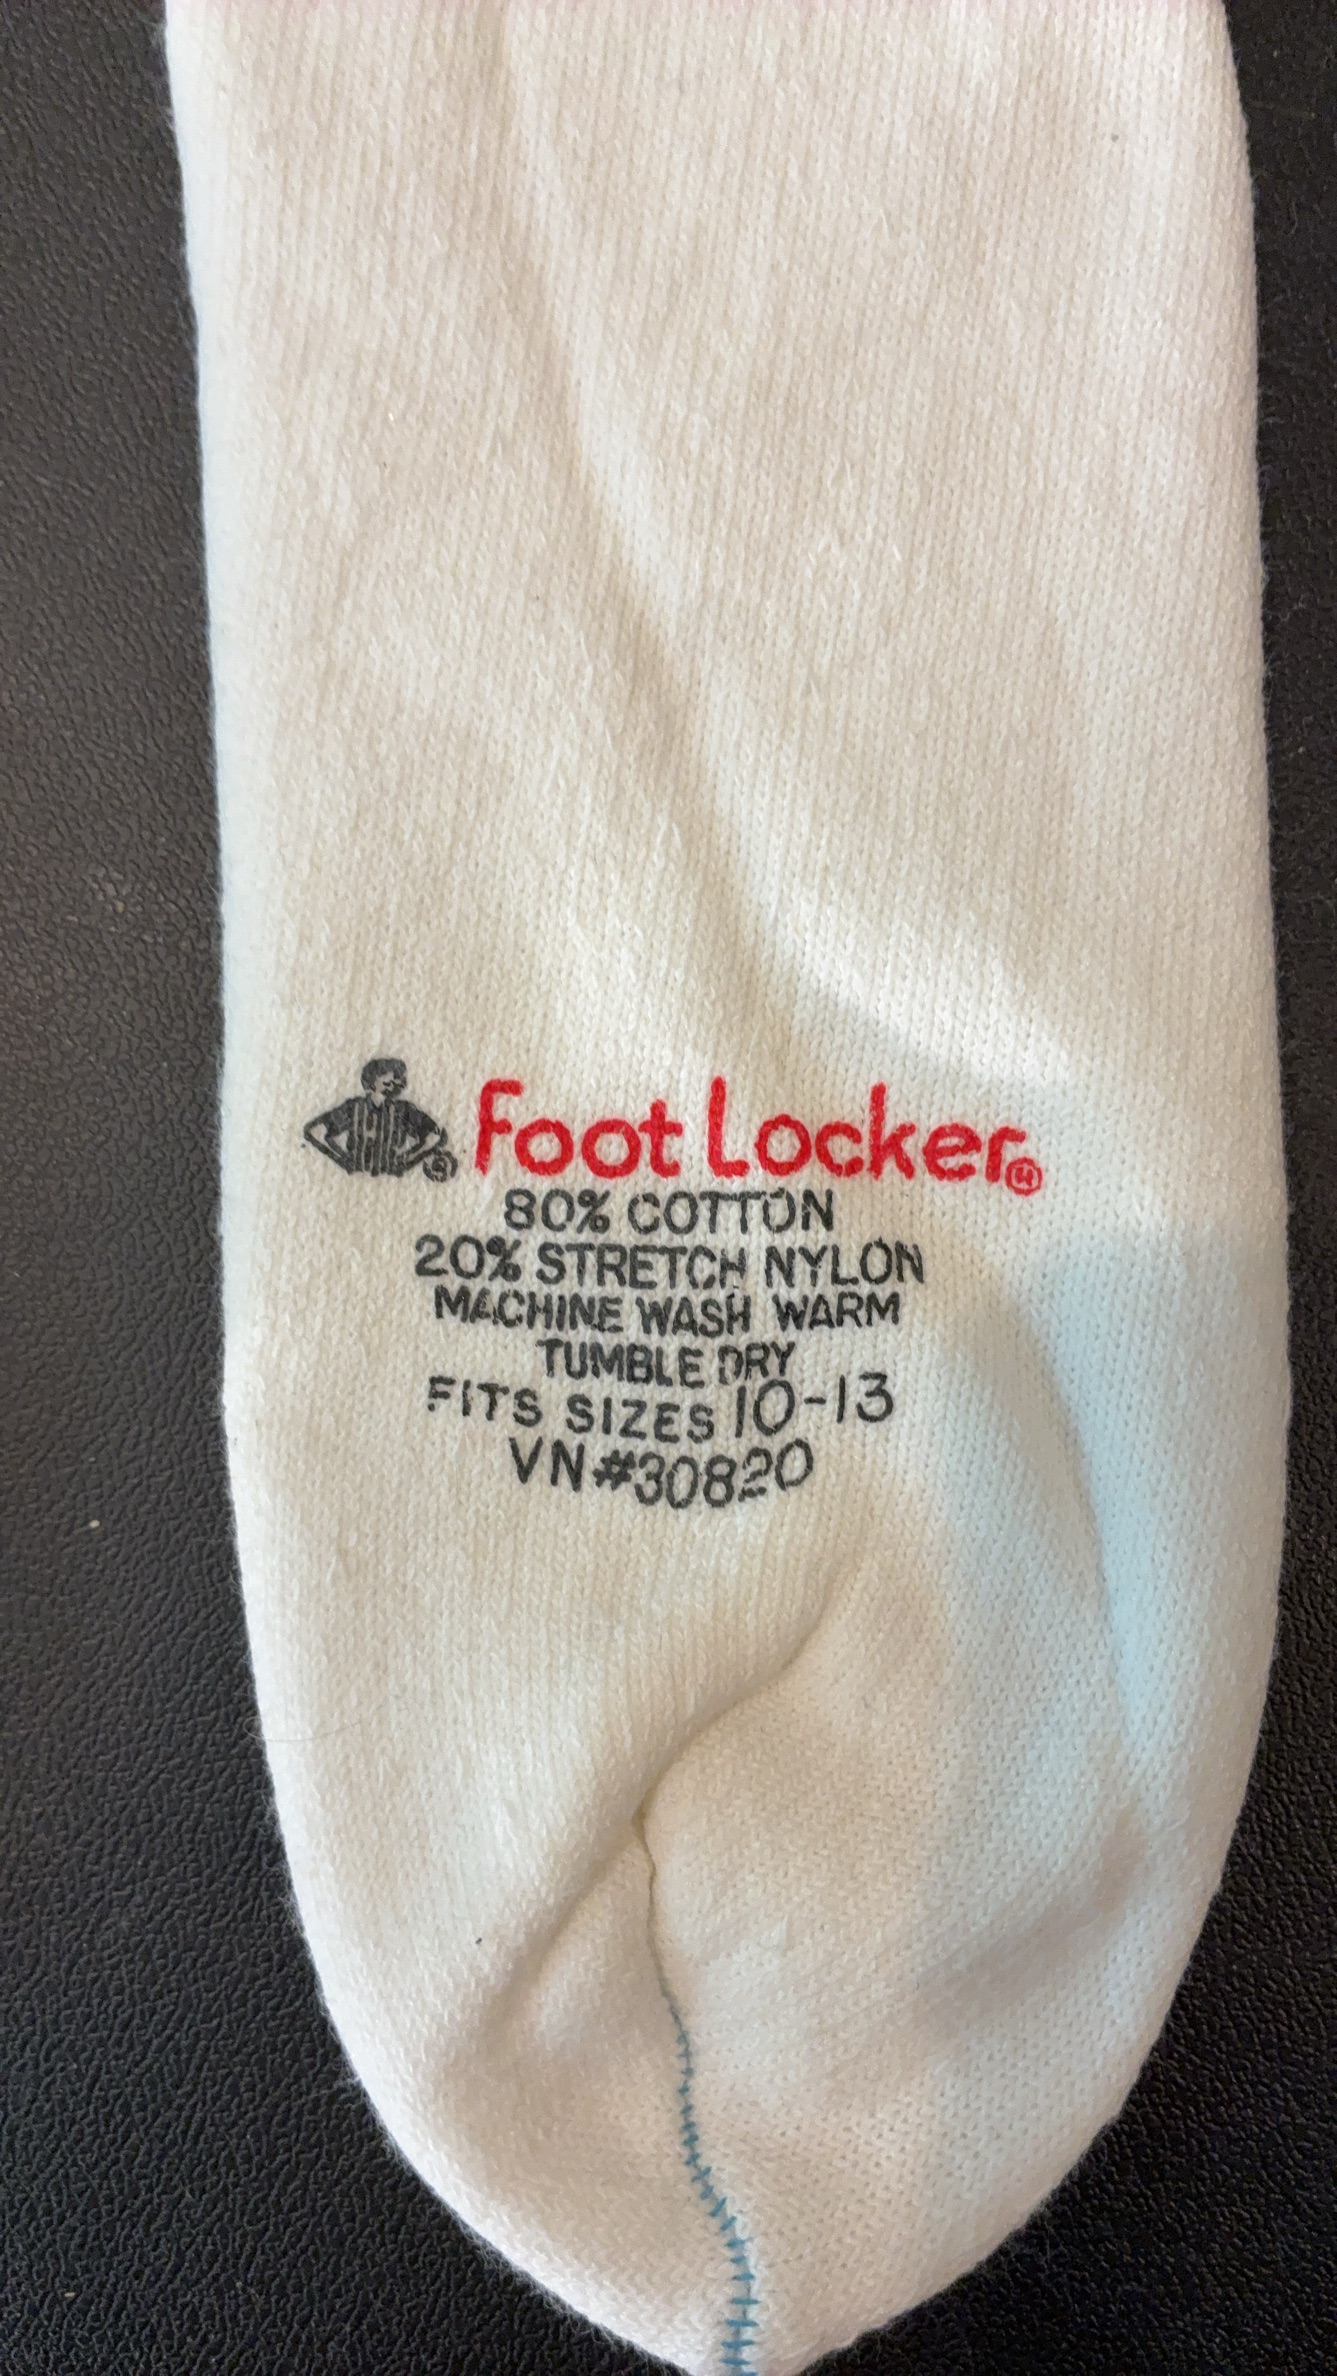 Foot Locker®
80% COTTON
20% STRETCH NYLON
MACHINE WASH WARM
TUMBLE DRY
FITS SIZES 10-13
VN#30820